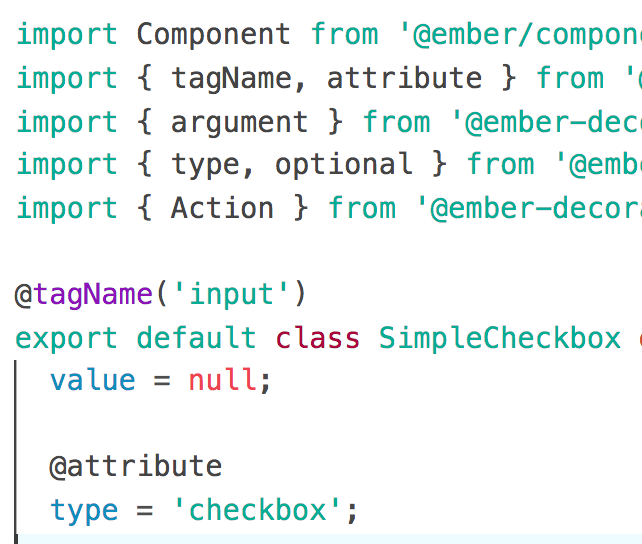 import Component from '@ember/compon
import { tagName, attribute } from '@
import { argument } from '@ember-deco
import { type, optional } from '@embe
import { Action } from '@ember-decora
@tagName('input')
export default class SimpleCheckbox
value = null;
@attribute
type = 'checkbox';